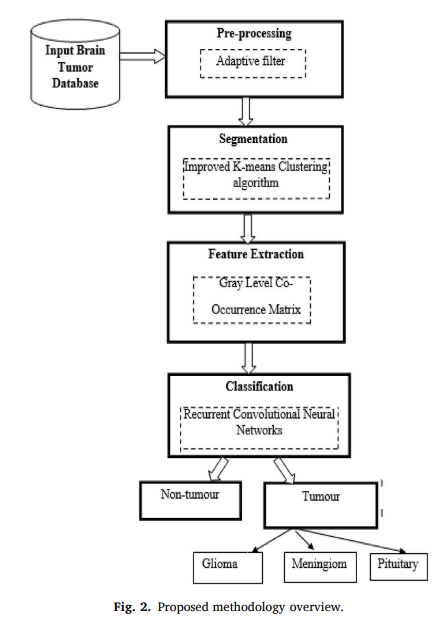 Input Brain
Tumor
Database
Pre-processing
Adaptive filter
Segmentation
Improved K-means Clustering
algorithm
Feature Extraction
Gray Level Co-
Occurrence Matrix
Classification
Recurrent Convolutional Neural
Networks
Non-tumour
Tumour
Glioma
Meningiom
Pituitary
Fig. 2. Proposed methodology overview.